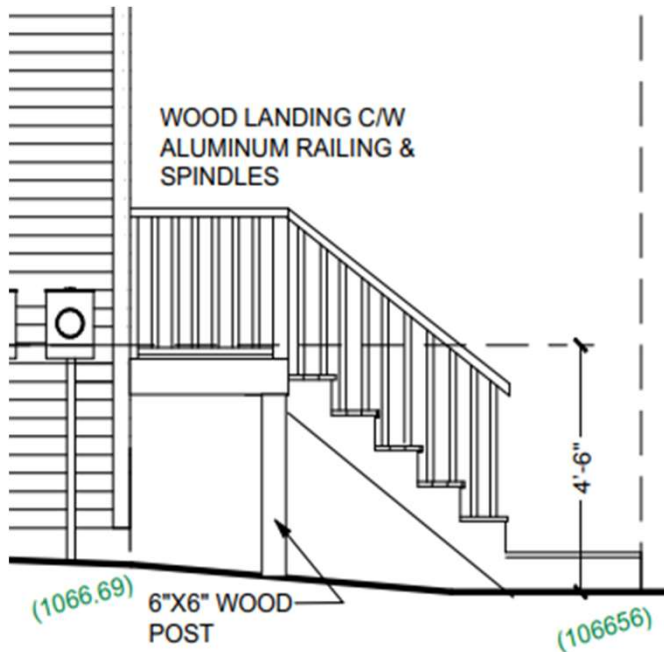 WOOD LANDING C/W
ALUMINUM RAILING &
SPINDLES
4'-6"
(1066.69)
6"X6" WOOD
POST
(106656)